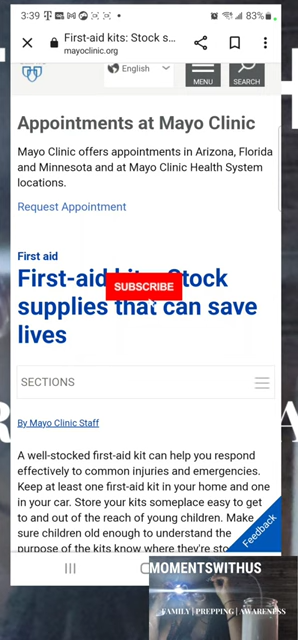 3:39
83%
First-aid kits: Stock s...
mayoclinic.org
English
MENU
SEARCH
Appointments at Mayo Clinic
Mayo Clinic offers appointments in Arizona, Florida
and Minnesota and at Mayo Clinic Health System
locations.
Request Appointment
First aid
First-aid kits: Stock
SUBSCRIBE
supplies that can save
lives
SECTIONS
By Mayo Clinic Staff
A well-stocked first-aid kit can help you respond
effectively to common injuries and emergencies.
Keep at least one first-aid kit in your home and one
in your car. Store your kits someplace easy to get
to and out of the reach of young children. Make
sure children old enough to understand the
purpose of the kits know where they're sto
Feedback
MOMENTSWITHUS
FAMILY | PREPPING | AWARENESS